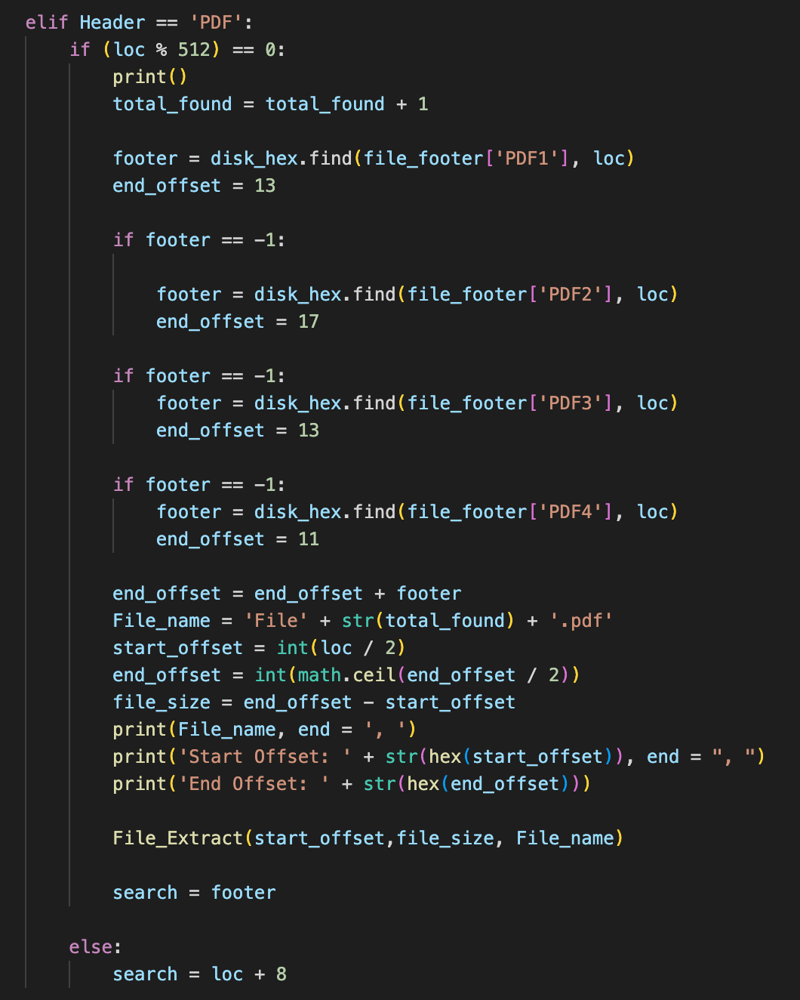 elif Header == 'PDF':
    if (loc % 512) == 0:
        print()
        total_found = total_found + 1

        footer = disk_hex.find(file_footer['PDF1'], loc)
        end_offset = 13

        if footer == -1:

            footer = disk_hex.find(file_footer['PDF2'], loc)
            end_offset = 17

        if footer == -1:
            footer = disk_hex.find(file_footer['PDF3'], loc)
            end_offset = 13

        if footer == -1:
            footer = disk_hex.find(file_footer['PDF4'], loc)
            end_offset = 11

        end_offset = end_offset + footer
        File_name = 'File' + str(total_found) + '.pdf'
        start_offset = int(loc / 2)
        end_offset = int(math.ceil(end_offset / 2))
        file_size = end_offset - start_offset
        print(File_name, end = ', ')
        print('Start Offset: ' + str(hex(start_offset)), end = ", ")
        print('End Offset: ' + str(hex(end_offset)))

        File_Extract(start_offset,file_size, File_name)

        search = footer

    else:
        search = loc + 8